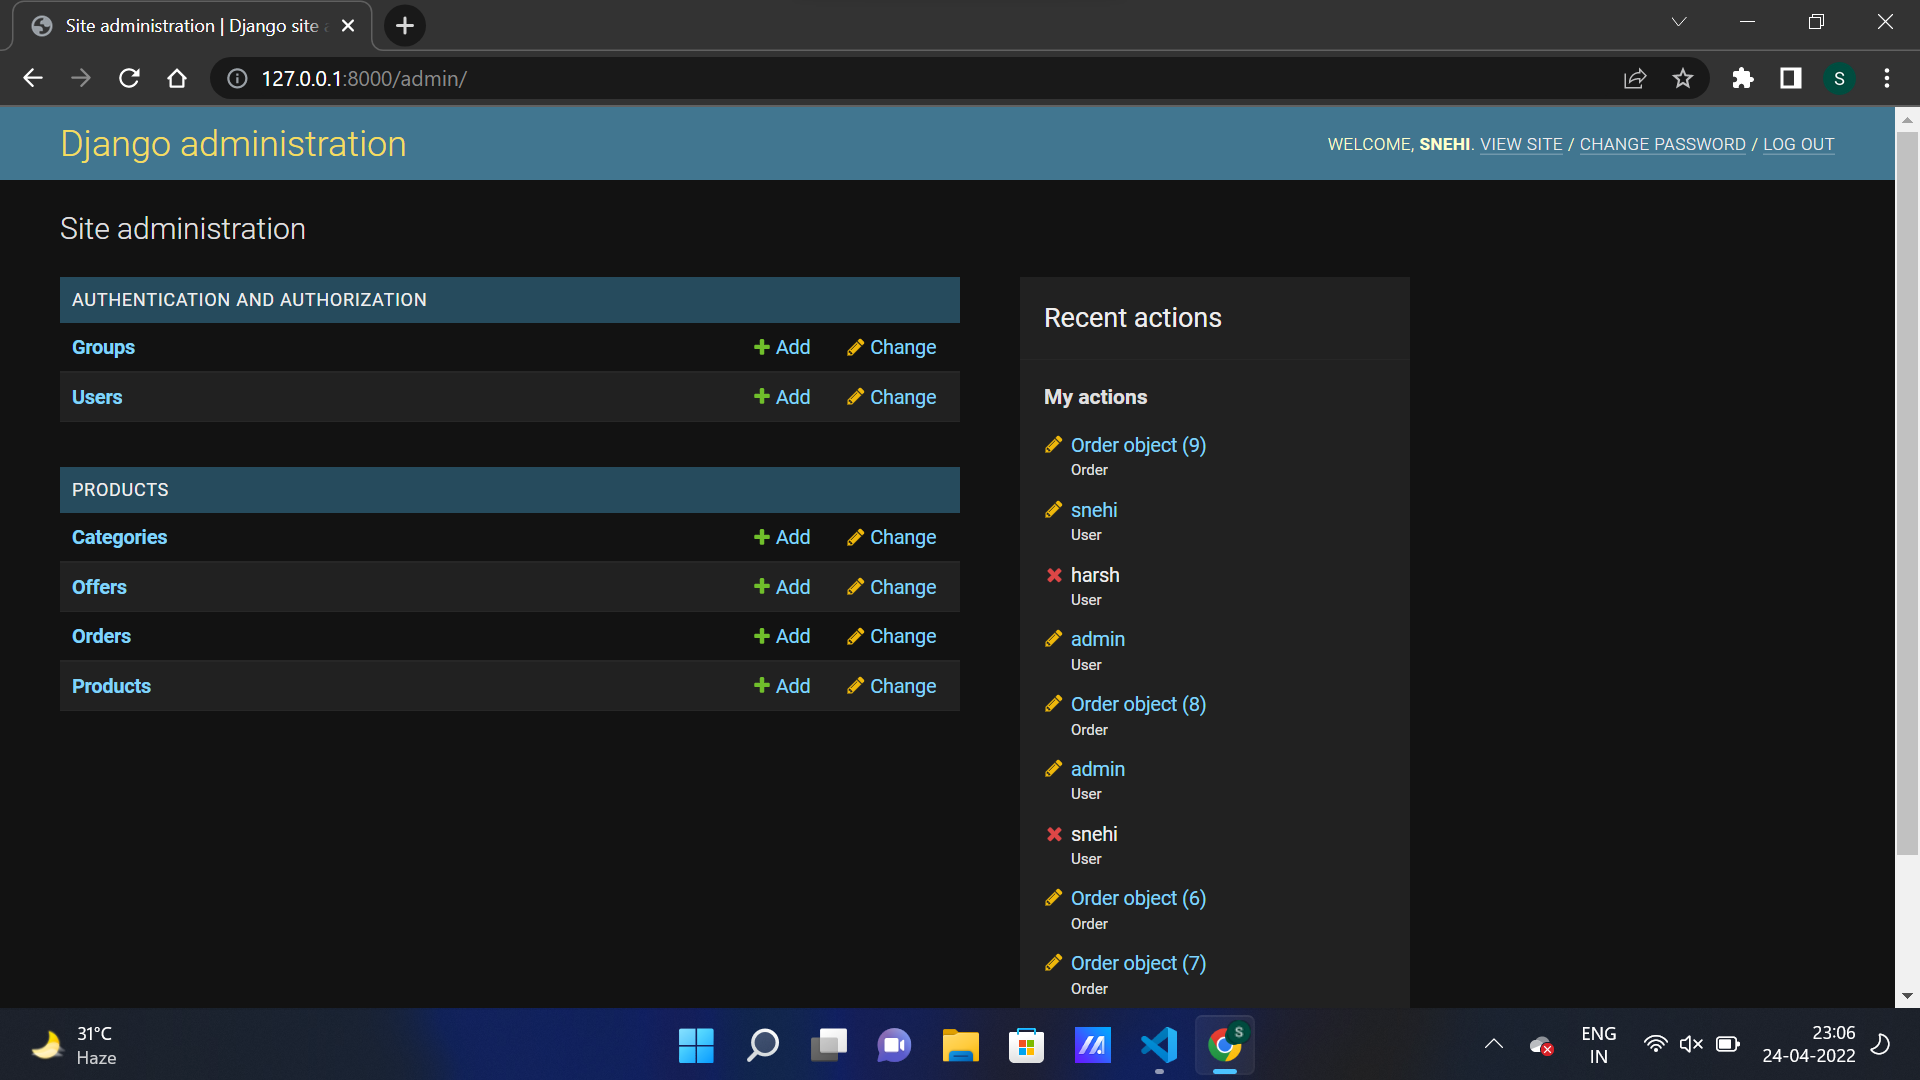 Site administration | Django site
127.0.0.1:8000/admin/
S
Django administration
WELCOME, SNEHI. VIEW SITE / CHANGE PASSWORD / LOG OUT
Site administration
AUTHENTICATION AND AUTHORIZATION
Groups Add Change
Users Add Change
PRODUCTS
Categories Add Change
Offers Add Change
Orders Add Change
Products Add Change
Recent actions
My actions
Order object (9)
Order
snehi
User
harsh
User
admin
User
Order object (8)
Order
admin
User
snehi
User
Order object (6)
Order
Order object (7)
Order
31°C
Haze
S
ENG
IN
23:06
24-04-2022